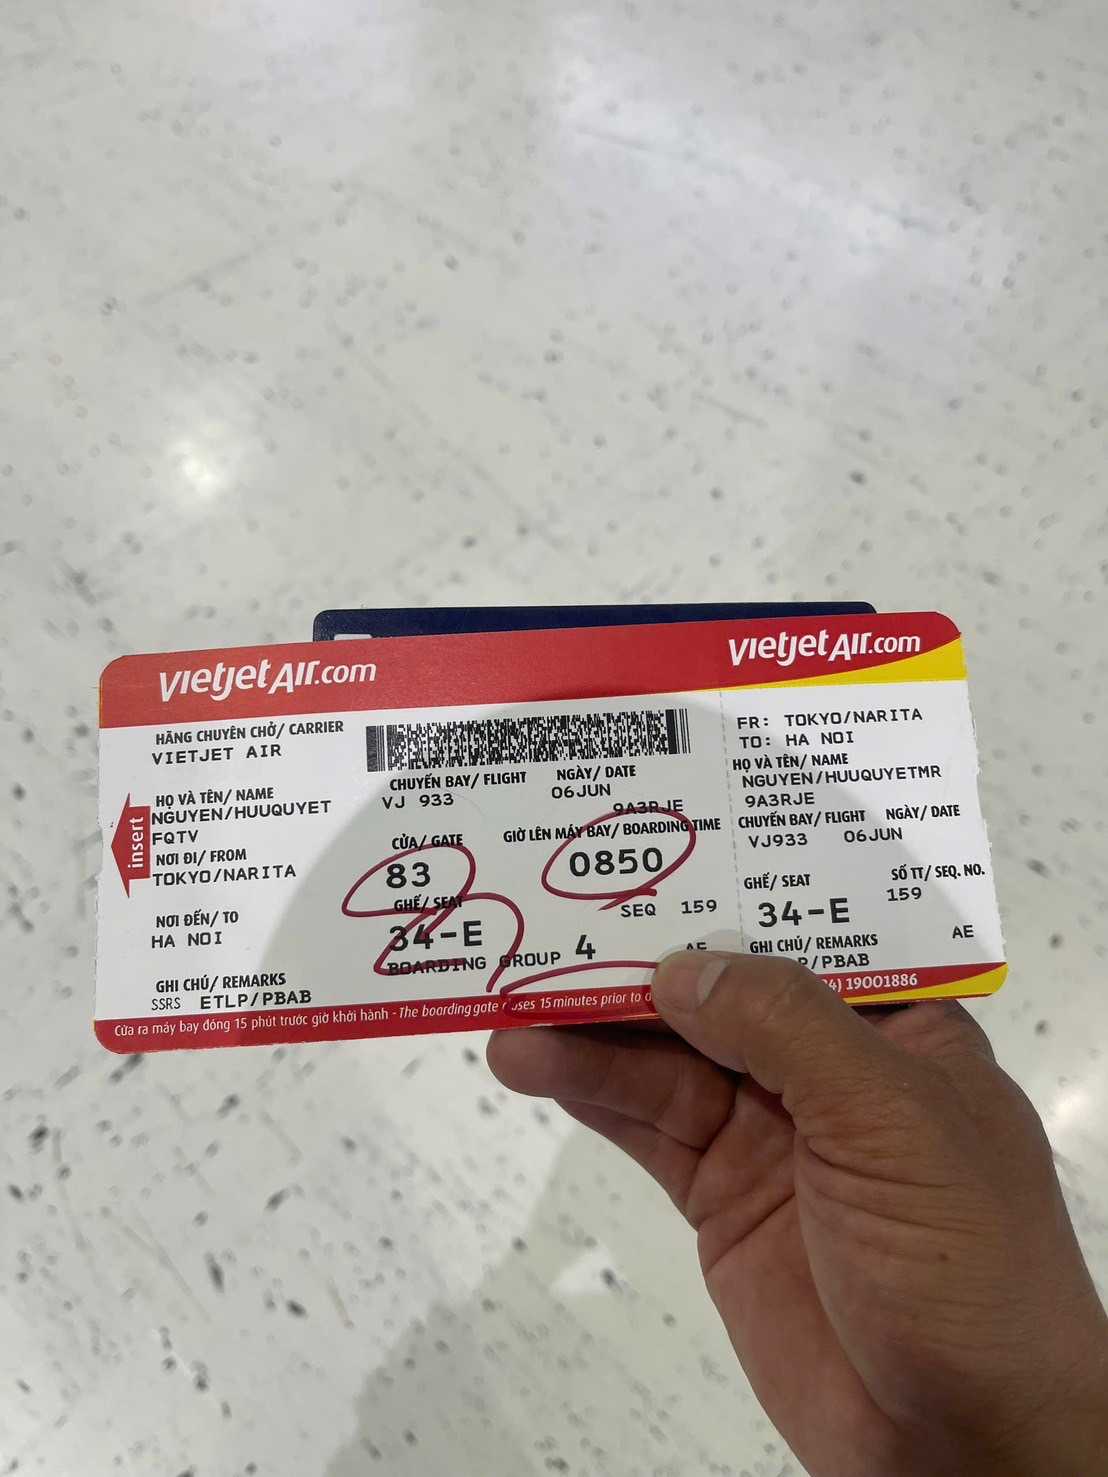 vietjetAir.com
HÃNG CHUYÊN CHỞ/ CARRIER
VIETJET AIR
HỌ VÀ TÊN/ NAME
NGUYEN/HUUQUYET
FQTV
NƠI ĐI/ FROM
TOKYO/NARITA
NƠI ĐẾN/ TO
HA NOI
GHI CHÚ/ REMARKS
SSRS ETLP/PBAB
insert
CHUYẾN BAY/ FLIGHT NGÀY/ DATE
VJ 933 06JUN
9A3RJE
CỬA/ GATE GIỜ LÊN MÁY BAY/ BOARDING TIME
83 0850
GHẾ/ SEAT
34-E SEQ 159
BOARDING GROUP 4 AE
Cửa ra máy bay đóng 15 phút trước giờ khởi hành - The boarding gate closes 15 minutes prior to
vietjetAir.com
FR: TOKYO/NARITA
TO: HA NOI
HỌ VÀ TÊN/ NAME
NGUYEN/HUUQUYETMR
9A3RJE
CHUYẾN BAY/ FLIGHT NGÀY/ DATE
VJ933 06JUN
GHẾ/ SEAT SỐ TT/ SEQ. NO.
34-E 159
GHI CHÚ/ REMARKS AE
P/PBAB
4) 19001886